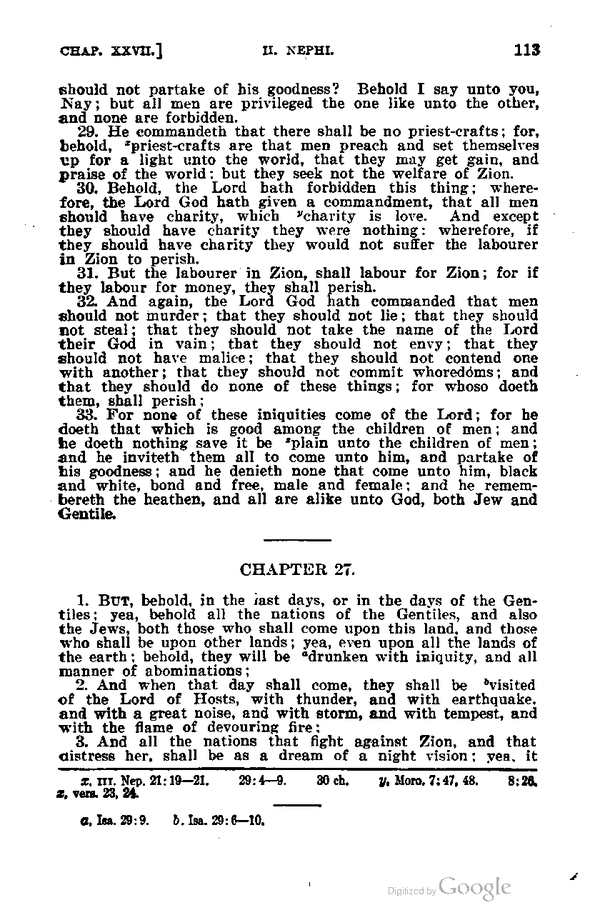 CHAP. XXVII.] II. NEPHI. 113
should not partake of his goodness? Behold I say unto you,
Nay; but all men are privileged the one like unto the other,
and none are forbidden.
29. He commandeth that there shall be no priest-crafts; for,
behold, ˣpriest-crafts are that men preach and set themselves
up for a light unto the world, that they may get gain, and
praise of the world; but they seek not the welfare of Zion.
30. Behold, the Lord hath forbidden this thing; where-
fore, the Lord God hath given a commandment, that all men
should have charity, which ʸcharity is love. And except
they should have charity they were nothing: wherefore, if
they should have charity they would not suffer the labourer
in Zion to perish.
31. But the labourer in Zion, shall labour for Zion; for if
they labour for money, they shall perish.
32. And again, the Lord God hath commanded that men
should not murder; that they should not lie; that they should
not steal; that they should not take the name of the Lord
their God in vain; that they should not envy; that they
should not have malice; that they should not contend one
with another; that they should not commit whoredoms; and
that they should do none of these things; for whoso doeth
them, shall perish;
33. For none of these iniquities come of the Lord; for he
doeth that which is good among the children of men; and
he doeth nothing save it be ᶻplain unto the children of men;
and he inviteth them all to come unto him, and partake of
his goodness; and he denieth none that come unto him, black
and white, bond and free, male and female; and he remem-
bereth the heathen, and all are alike unto God, both Jew and
Gentile.
CHAPTER 27.
1. BUT, behold, in the last days, or in the days of the Gen-
tiles; yea, behold all the nations of the Gentiles, and also
the Jews, both those who shall come upon this land, and those
who shall be upon other lands; yea, even upon all the lands of
the earth; behold, they will be ᵃdrunken with iniquity, and all
manner of abominations;
2. And when that day shall come, they shall be ᵇvisited
of the Lord of Hosts, with thunder, and with earthquake,
and with a great noise, and with storm, and with tempest, and
with the flame of devouring fire;
3. And all the nations that fight against Zion, and that
distress her, shall be as a dream of a night vision; yea, it
x, III. Nep. 21:19—21. 29:4—9. 30 ch. y, Moro. 7:47, 48. 8:26.
z, vers. 23, 24.
a, Isa. 29:9. b. Isa. 29:6—10.
Digitized by Google